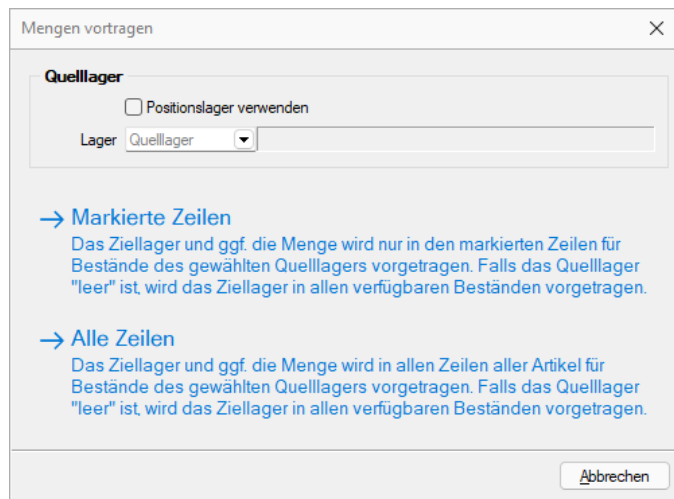 Mengen vortragen
Quelllager
Positionslager verwenden
Lager Quelllager
Markierte Zeilen
Das Ziellager und ggf. die Menge wird nur in den markierten Zeilen für
Bestände des gewählten Quelllagers vorgetragen. Falls das Quelllager
"leer" ist, wird das Ziellager in allen verfügbaren Beständen vorgetragen.
Alle Zeilen
Das Ziellager und ggf. die Menge wird in allen Zeilen aller Artikel für
Bestände des gewählten Quelllagers vorgetragen. Falls das Quelllager
"leer" ist, wird das Ziellager in allen verfügbaren Beständen vorgetragen.
Abbrechen